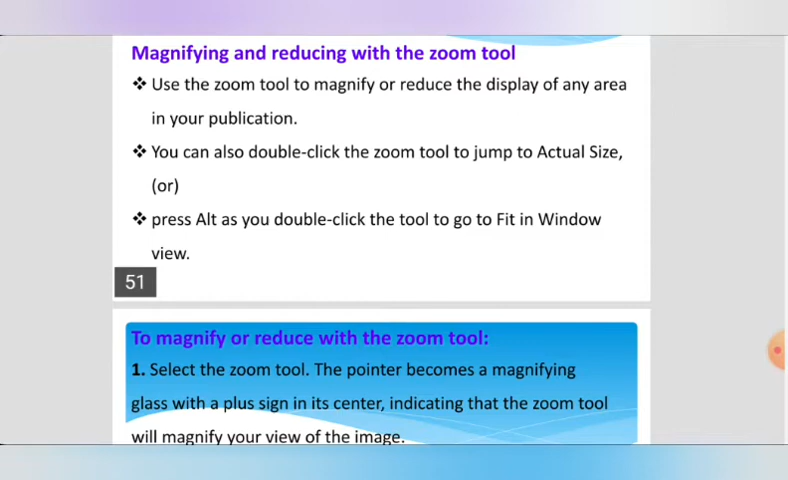 Magnifying and reducing with the zoom tool
❖ Use the zoom tool to magnify or reduce the display of any area
in your publication.
❖ You can also double-click the zoom tool to jump to Actual Size,
(or)
❖ press Alt as you double-click the tool to go to Fit in Window
view.
51
To magnify or reduce with the zoom tool:
1. Select the zoom tool. The pointer becomes a magnifying
glass with a plus sign in its center, indicating that the zoom tool
will magnify your view of the image.